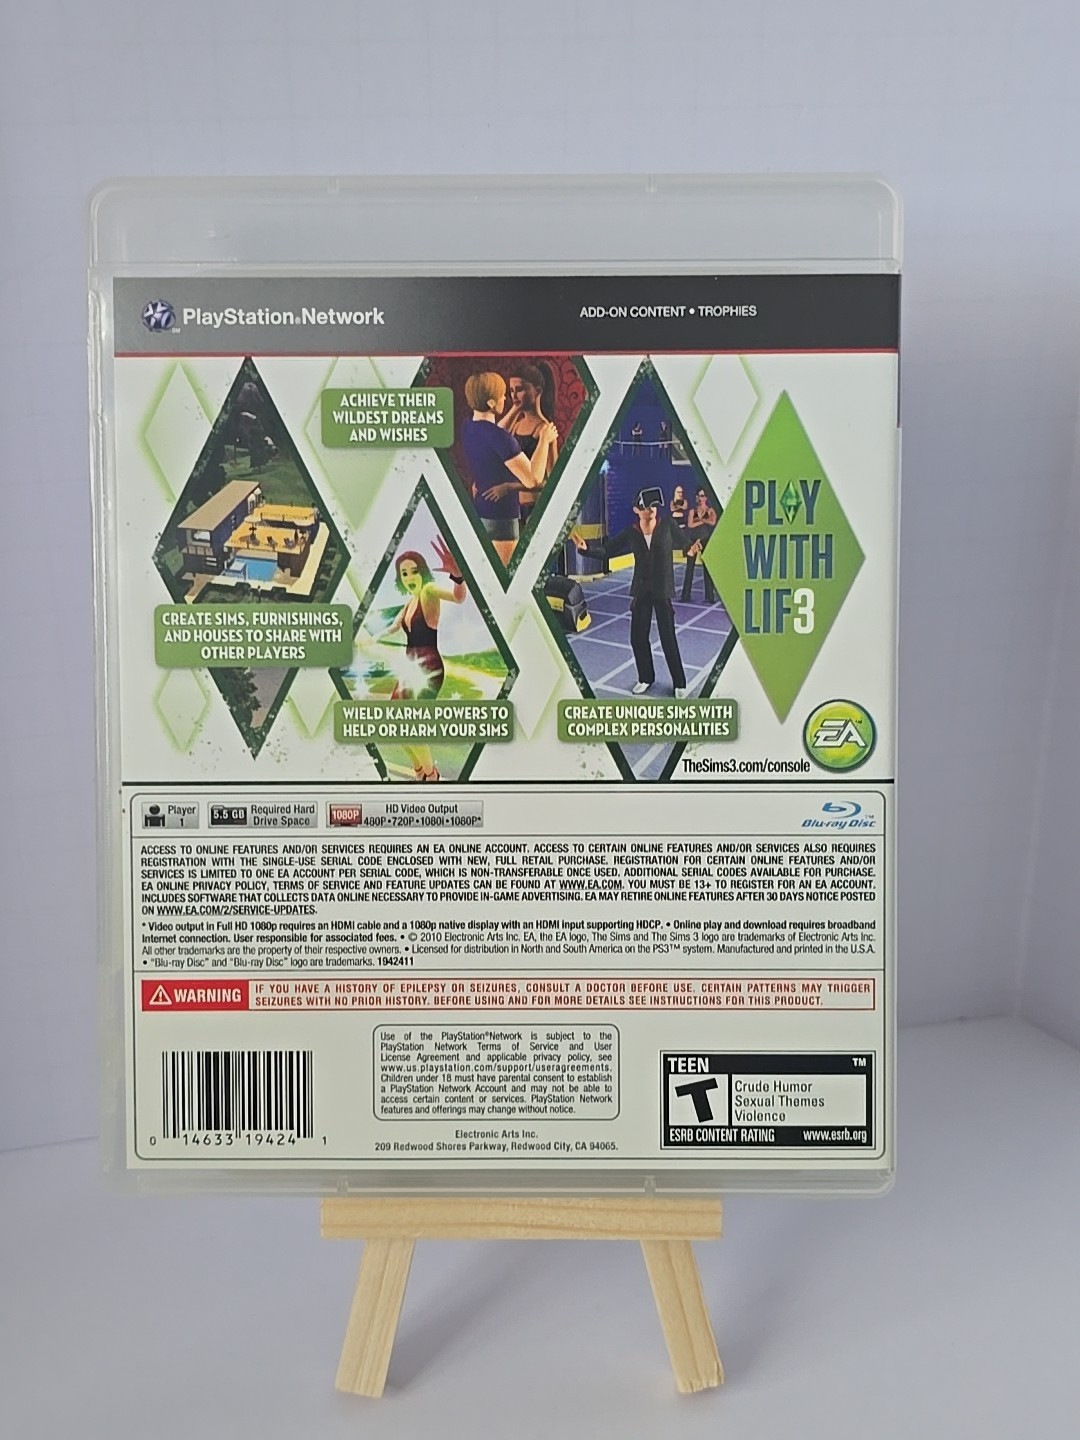 PlayStation®Network
SM
ADD-ON CONTENT • TROPHIES
ACHIEVE THEIR
WILDEST DREAMS
AND WISHES
PLAY
WITH
LIF3
CREATE SIMS, FURNISHINGS,
AND HOUSES TO SHARE WITH
OTHER PLAYERS
WIELD KARMA POWERS TO
HELP OR HARM YOUR SIMS
CREATE UNIQUE SIMS WITH
COMPLEX PERSONALITIES
EA™
TheSims3.com/console
Player
1
5.5 GB
Required Hard
Drive Space
1080P
HD Video Output
480P•720P•1080i•1080P*
Blu-ray Disc™
ACCESS TO ONLINE FEATURES AND/OR SERVICES REQUIRES AN EA ONLINE ACCOUNT. ACCESS TO CERTAIN ONLINE FEATURES AND/OR SERVICES ALSO REQUIRES
REGISTRATION WITH THE SINGLE-USE SERIAL CODE ENCLOSED WITH NEW, FULL RETAIL PURCHASE. REGISTRATION FOR CERTAIN ONLINE FEATURES AND/OR
SERVICES IS LIMITED TO ONE EA ACCOUNT PER SERIAL CODE, WHICH IS NON-TRANSFERABLE ONCE USED. ADDITIONAL SERIAL CODES AVAILABLE FOR PURCHASE.
EA ONLINE PRIVACY POLICY, TERMS OF SERVICE AND FEATURE UPDATES CAN BE FOUND AT WWW.EA.COM. YOU MUST BE 13+ TO REGISTER FOR AN EA ACCOUNT.
INCLUDES SOFTWARE THAT COLLECTS DATA ONLINE NECESSARY TO PROVIDE IN-GAME ADVERTISING. EA MAY RETIRE ONLINE FEATURES AFTER 30 DAYS NOTICE POSTED
ON WWW.EA.COM/2/SERVICE-UPDATES.
* Video output in Full HD 1080p requires an HDMI cable and a 1080p native display with an HDMI input supporting HDCP. • Online play and download requires broadband
Internet connection. User responsible for associated fees. • © 2010 Electronic Arts Inc. EA, the EA logo, The Sims and The Sims 3 logo are trademarks of Electronic Arts Inc.
All other trademarks are the property of their respective owners. • Licensed for distribution in North and South America on the PS3™ system. Manufactured and printed in the U.S.A.
• "Blu-ray Disc" and "Blu-ray Disc" logo are trademarks. 1942411
WARNING
IF YOU HAVE A HISTORY OF EPILEPSY OR SEIZURES, CONSULT A DOCTOR BEFORE USE. CERTAIN PATTERNS MAY TRIGGER
SEIZURES WITH NO PRIOR HISTORY. BEFORE USING AND FOR MORE DETAILS SEE INSTRUCTIONS FOR THIS PRODUCT.
Use of the PlayStation®Network is subject to the
PlayStation Network Terms of Service and User
License Agreement and applicable privacy policy, see
www.us.playstation.com/support/useragreements.
Children under 18 must have parental consent to establish
a PlayStation Network Account and may not be able to
access certain content or services. PlayStation Network
features and offerings may change without notice.
Electronic Arts Inc.
209 Redwood Shores Parkway, Redwood City, CA 94065.
0 14633 19424 1
TEEN
TM
T
Crude Humor
Sexual Themes
Violence
ESRB CONTENT RATING
www.esrb.org